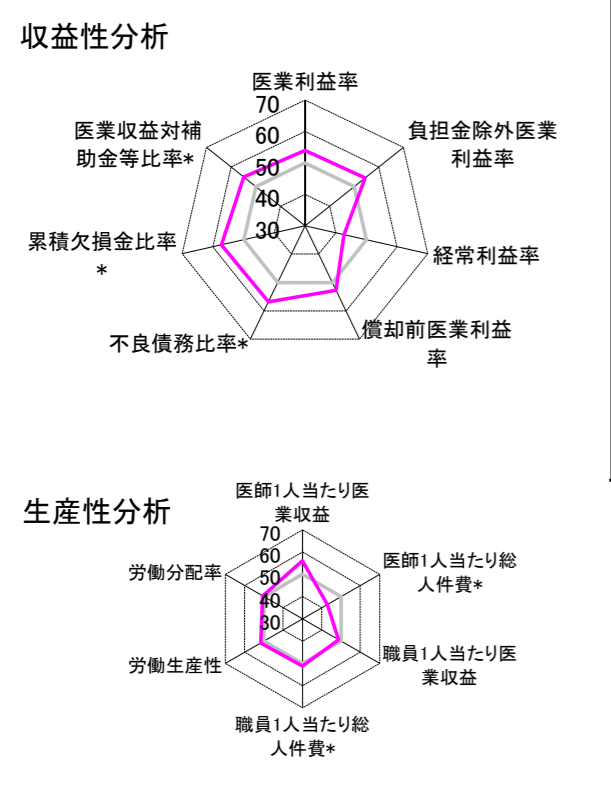 収益性分析
医業利益率
70
60
50
40
30
負担金除外医業
利益率
経常利益率
償却前医業利益
率
不良債務比率*
累積欠損金比率
*
医業収益対補
助金等比率*
生産性分析
医師1人当たり医
業収益
70
60
50
40
30
医師1人当たり総
人件費*
職員1人当たり医
業収益
職員1人当たり総
人件費*
労働生産性
労働分配率